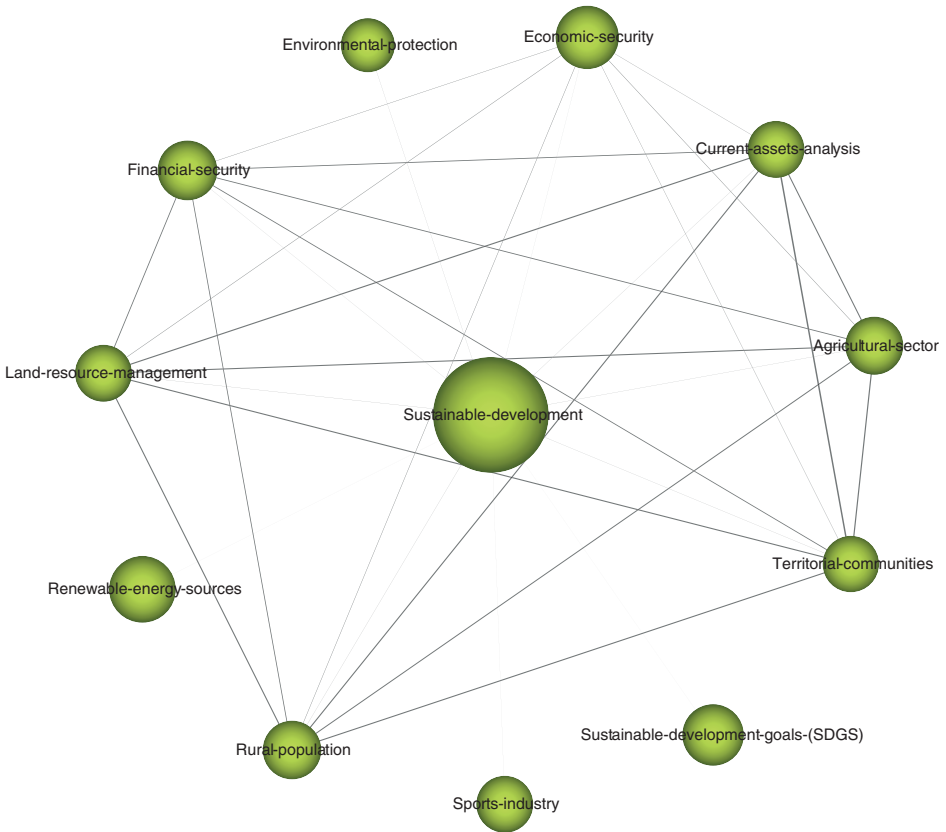 Economic-security
Environmental-protection
Current-assets-analysis
Financial-security
Agricultural-sector
Land-resource-management
Sustainable-development
Territorial-communities
Renewable-energy-sources
Sustainable-development-goals-(SDGS)
Rural-population
Sports-industry